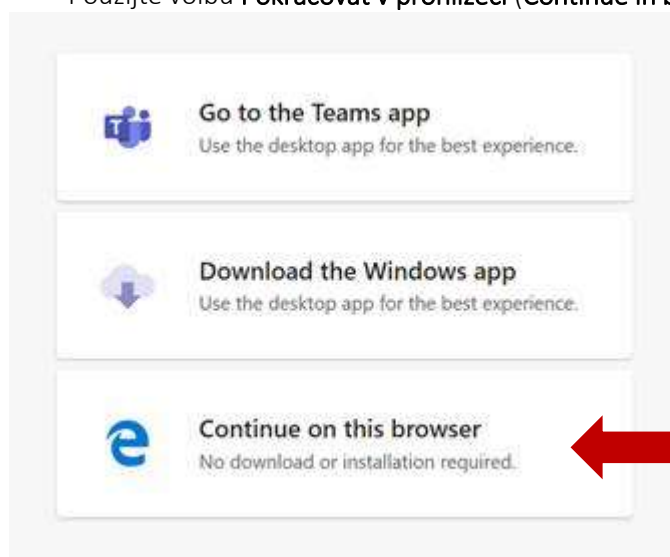 Použijte volbu Pokračovat v prohlížeči (Continue in
Go to the Teams app
Use the desktop app for the best experience.
Download the Windows app
Use the desktop app for the best experience.
Continue on this browser
No download or installation required.